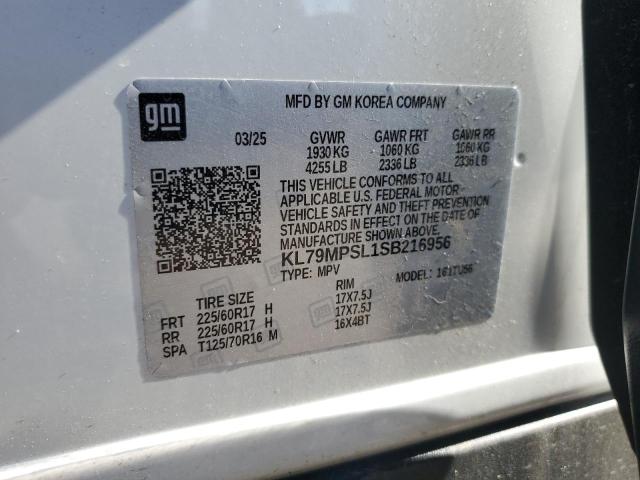 gm
MFD BY GM KOREA COMPANY
03/25 GVWR GAWR FRT GAWR RR
1930 KG 1060 KG 1060 KG
4255 LB 2336 LB 2336 LB
THIS VEHICLE CONFORMS TO ALL
APPLICABLE U.S. FEDERAL MOTOR
VEHICLE SAFETY AND THEFT PREVENTION
STANDARDS IN EFFECT ON THE DATE OF
MANUFACTURE SHOWN ABOVE.
KL79MPSL1SB216956
TYPE: MPV MODEL: 1G1TU56
TIRE SIZE RIM
FRT 225/60R17 H 17X7.5J
RR 225/60R17 H 17X7.5J
SPA T125/70R16 M 16X4BT